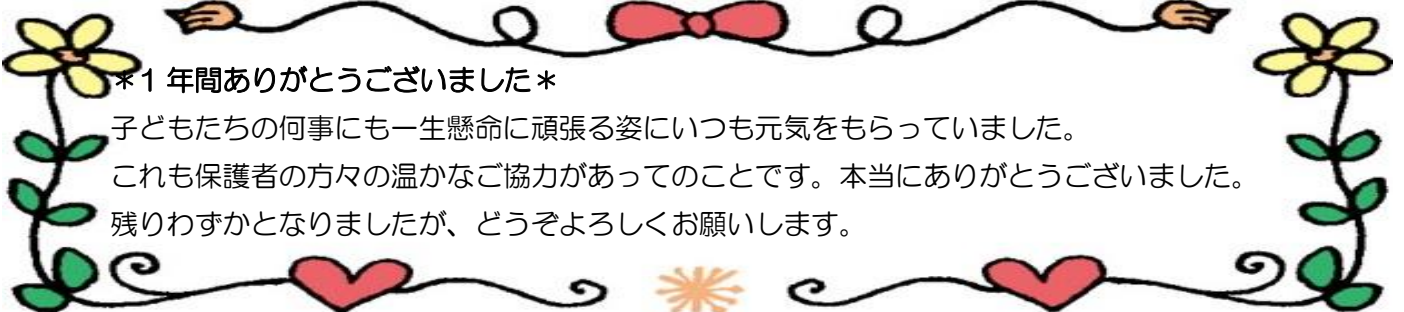 ＊1 年間ありがとうございました＊
子どもたちの何事にも一生懸命に頑張る姿にいつも元気をもらっていました。
これも保護者の方々の温かなご協力があってのことです。本当にありがとうございました。
残りわずかとなりましたが、どうぞよろしくお願いします。